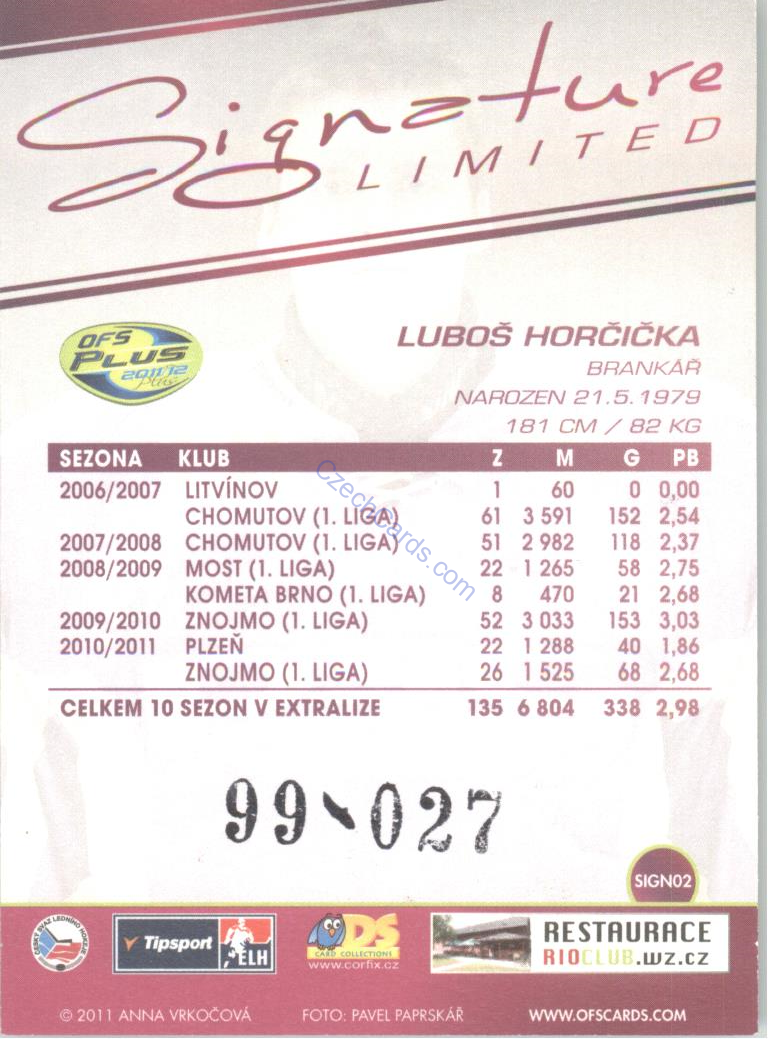 Signature
LIMITED
OFS
PLUS
2011/12
Plus
LUBOŠ HORČIČKA
BRANKÁŘ
NAROZEN 21.5.1979
181 CM / 82 KG
SEZONA KLUB Z M G PB
2006/2007 LITVÍNOV 1 60 0 0,00
CHOMUTOV (1. LIGA) 61 3 591 152 2,54
2007/2008 CHOMUTOV (1. LIGA) 51 2 982 118 2,37
2008/2009 MOST (1. LIGA) 22 1 265 58 2,75
KOMETA BRNO (1. LIGA) 8 470 21 2,68
2009/2010 ZNOJMO (1. LIGA) 52 3 033 153 3,03
2010/2011 PLZEŇ 22 1 288 40 1,86
ZNOJMO (1. LIGA) 26 1 525 68 2,68
CELKEM 10 SEZON V EXTRALIZE 135 6 804 338 2,98
CzechCards.com
99-027
SIGN02
ČESKÝ SVAZ LEDNÍHO HOKEJE
Tipsport
ELH
DS
CARD COLLECTIONS
www.corfix.cz
RESTAURACE
RIOCLUB.wz.cz
© 2011 ANNA VRKOČOVÁ FOTO: PAVEL PAPRSKÁŘ WWW.OFSCARDS.COM